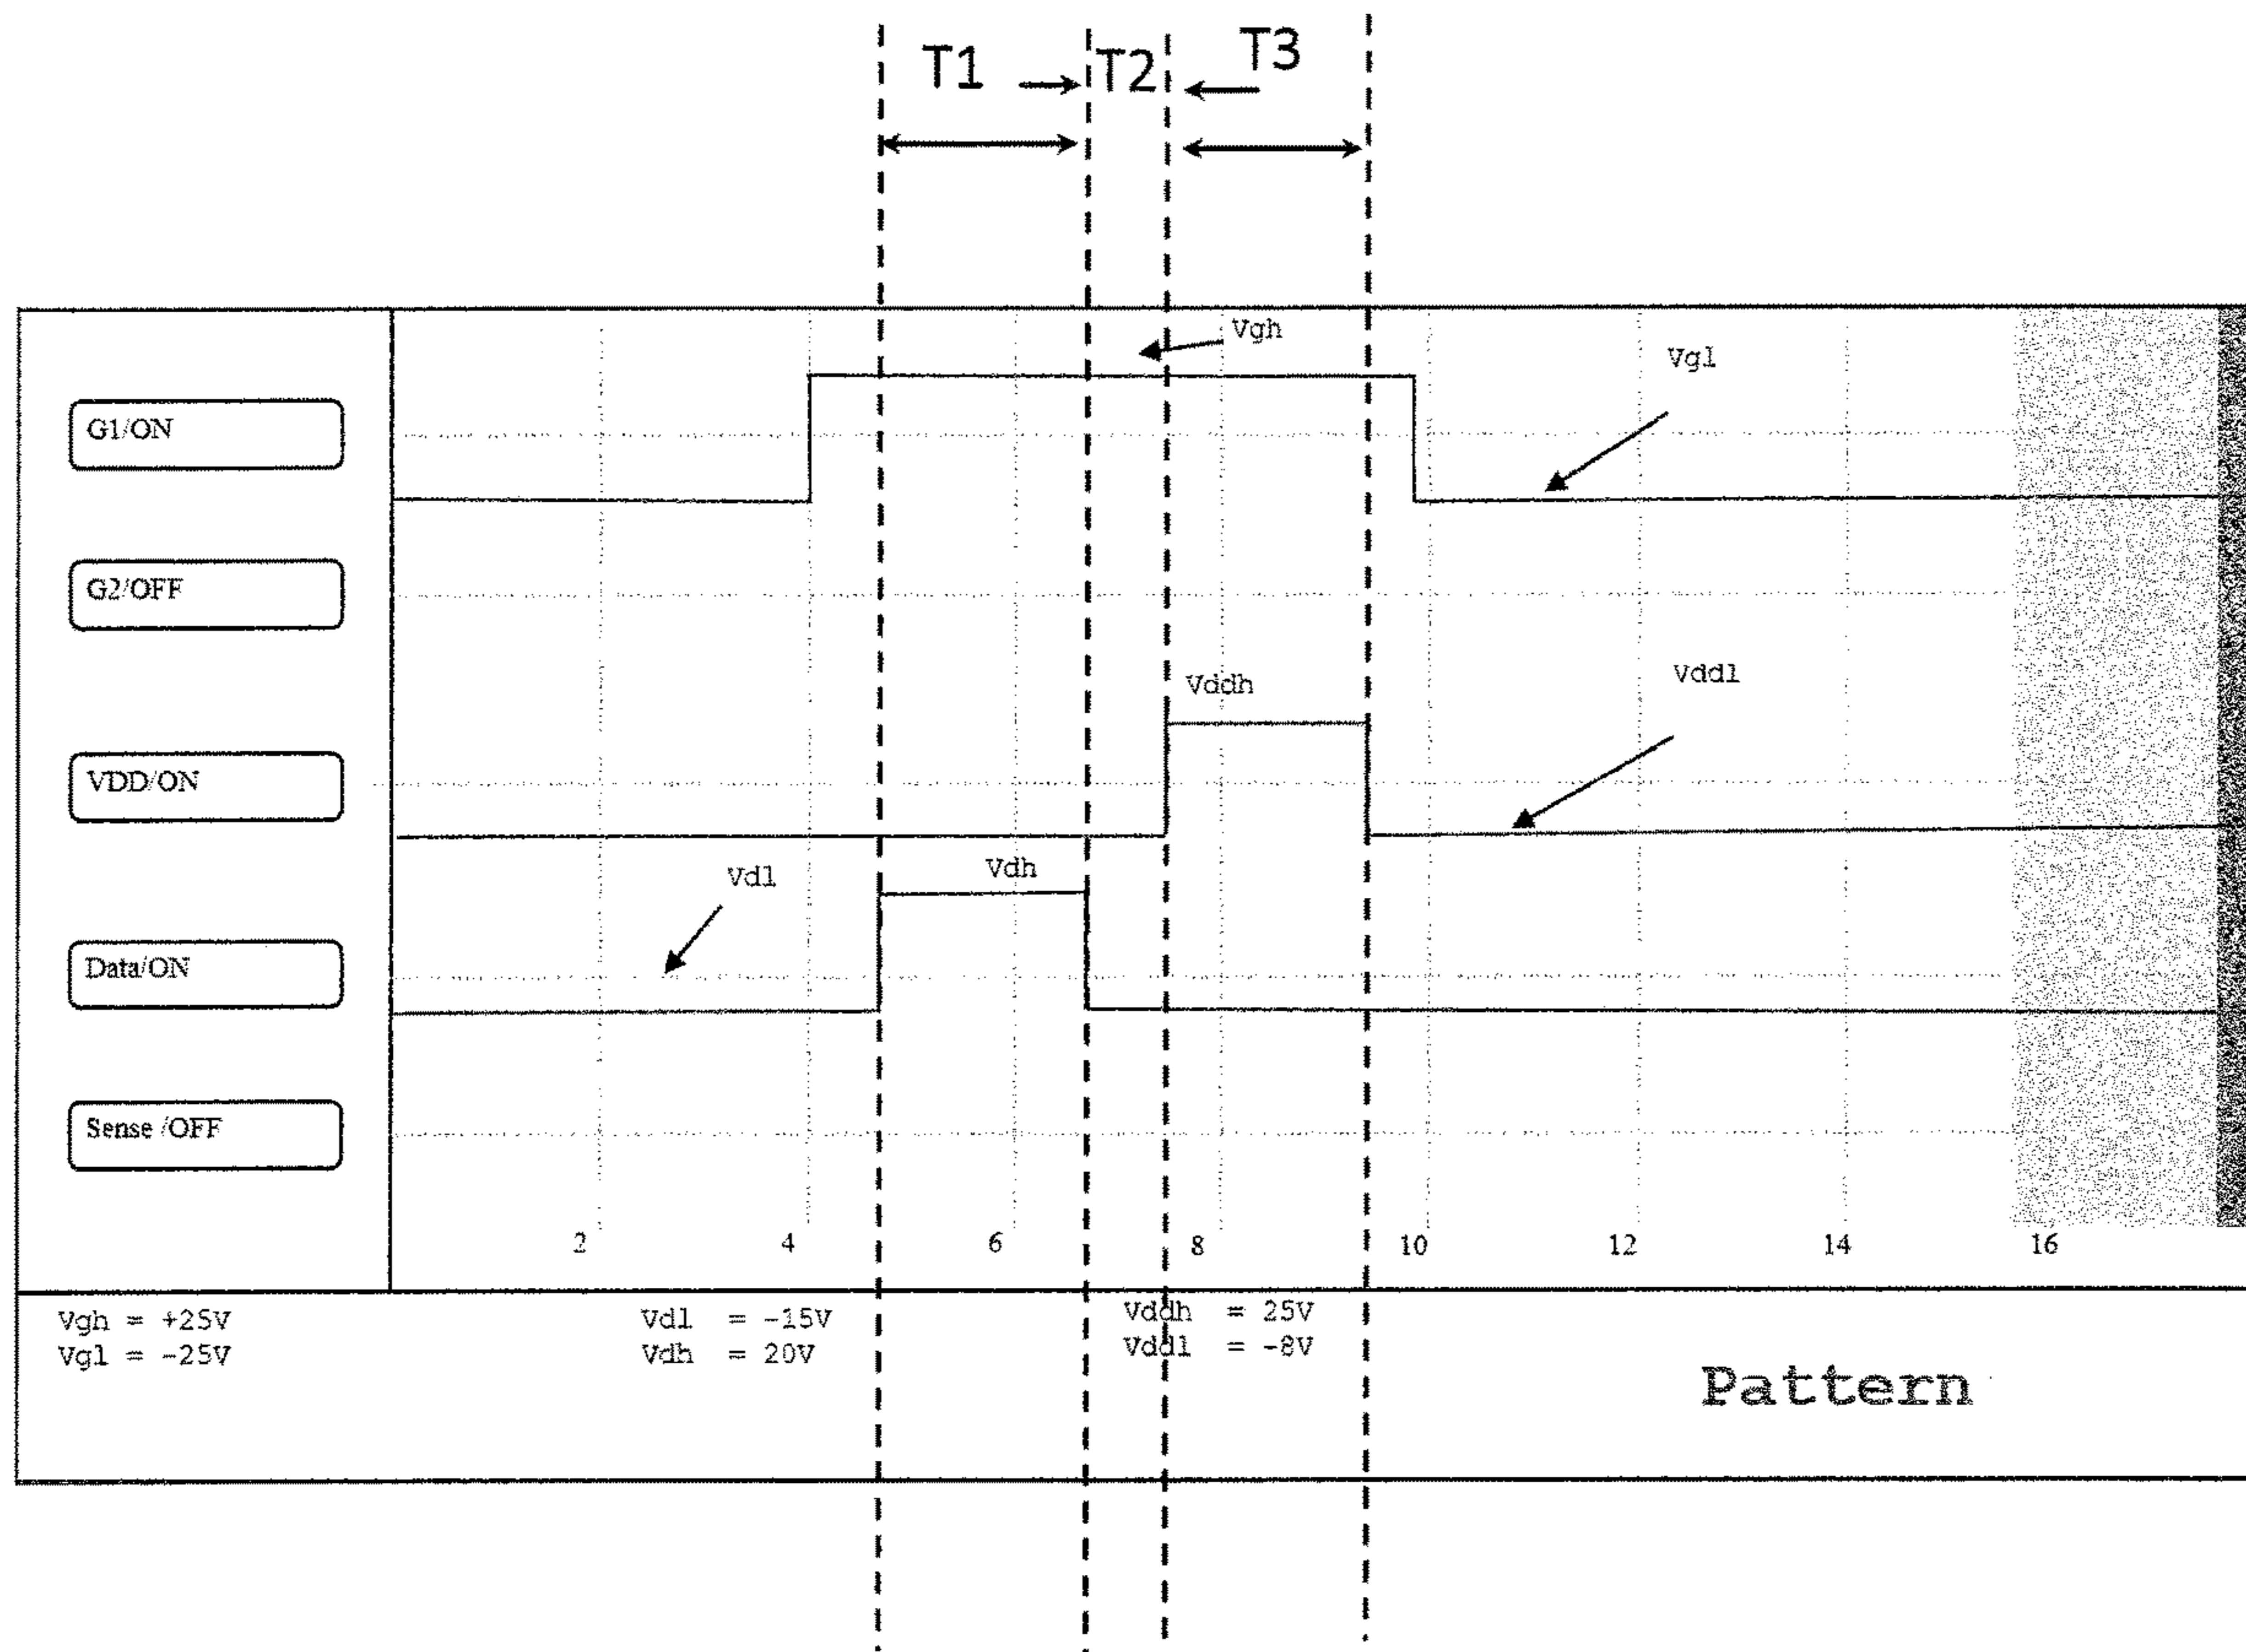 T1 T2 T3
Vgh
Vgl
G1/ON
G2/OFF
Vddh
Vddl
VDD/ON
Vdh
Vdl
Data/ON
Sense /OFF
2 4 6 8 10 12 14 16
Vgh = +25V
Vgl = -25V
Vdl = -15V
Vdh = 20V
Vddh = 25V
Vddl = -8V
Pattern